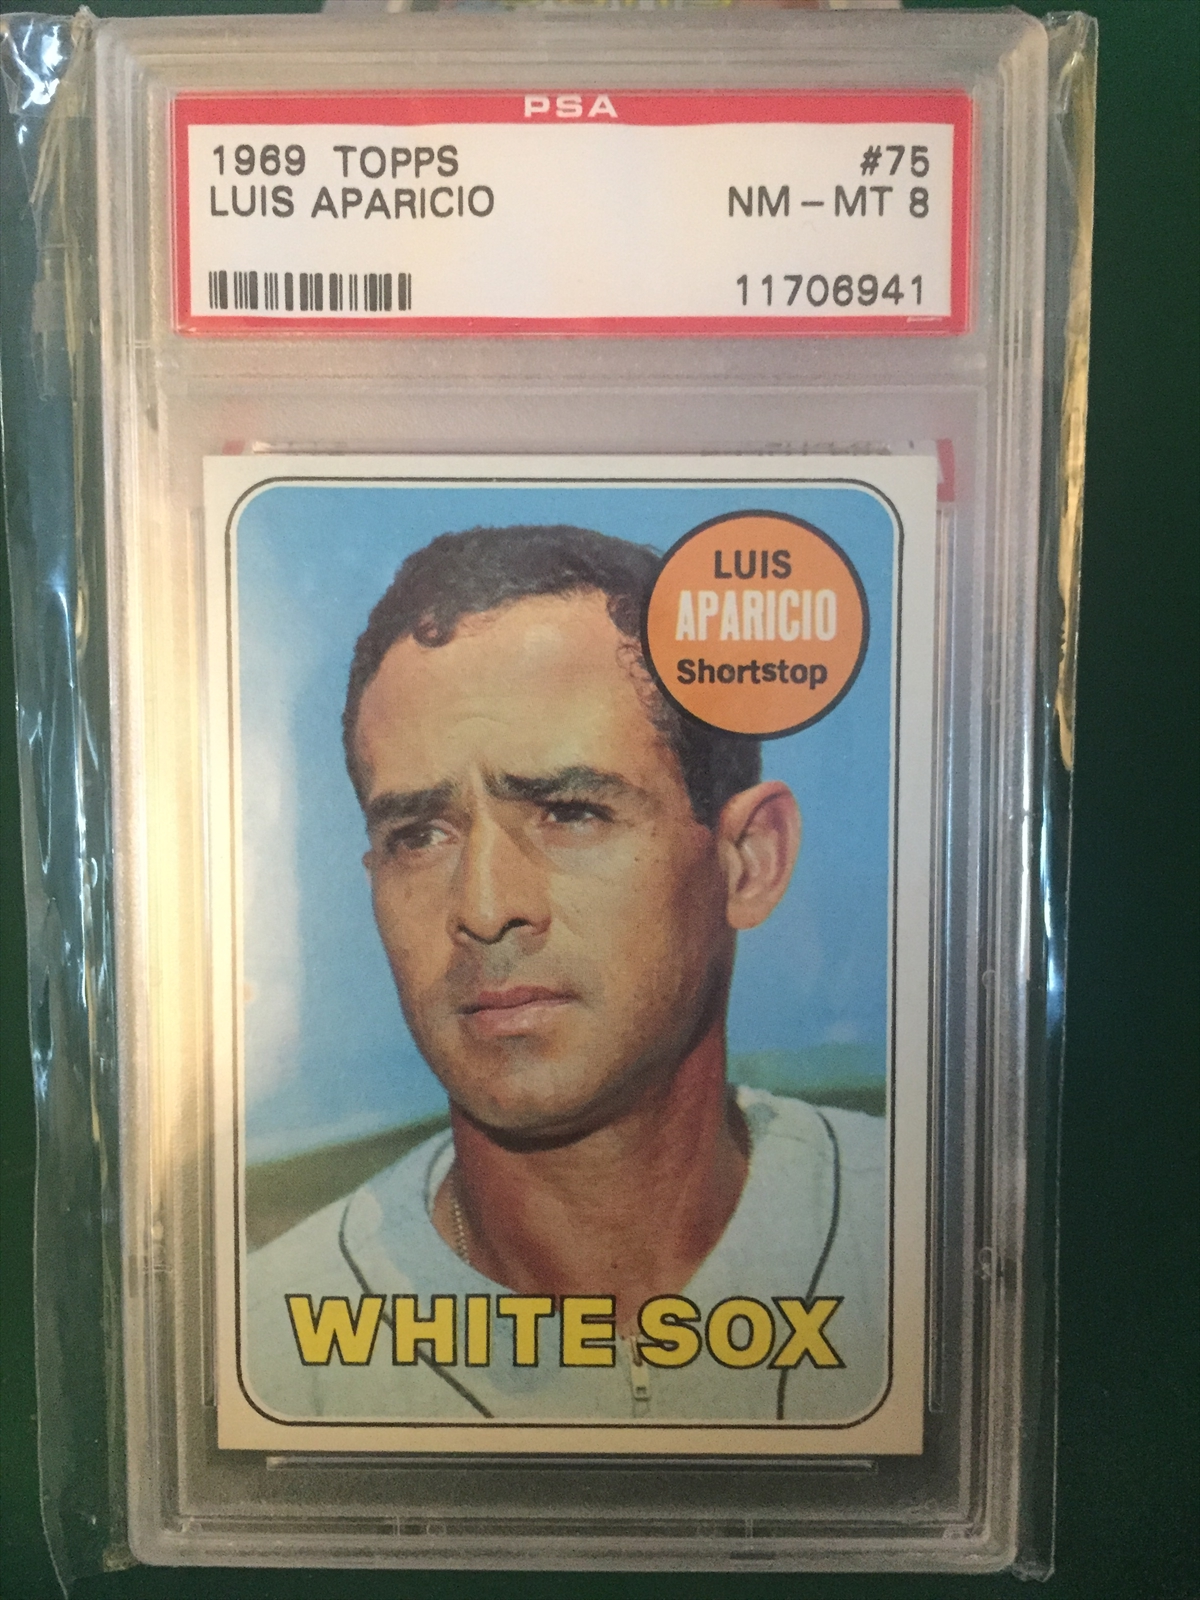 PSA
1969 TOPPS #75
LUIS APARICIO NM-MT 8
11706941
LUIS
APARICIO
Shortstop
WHITE SOX